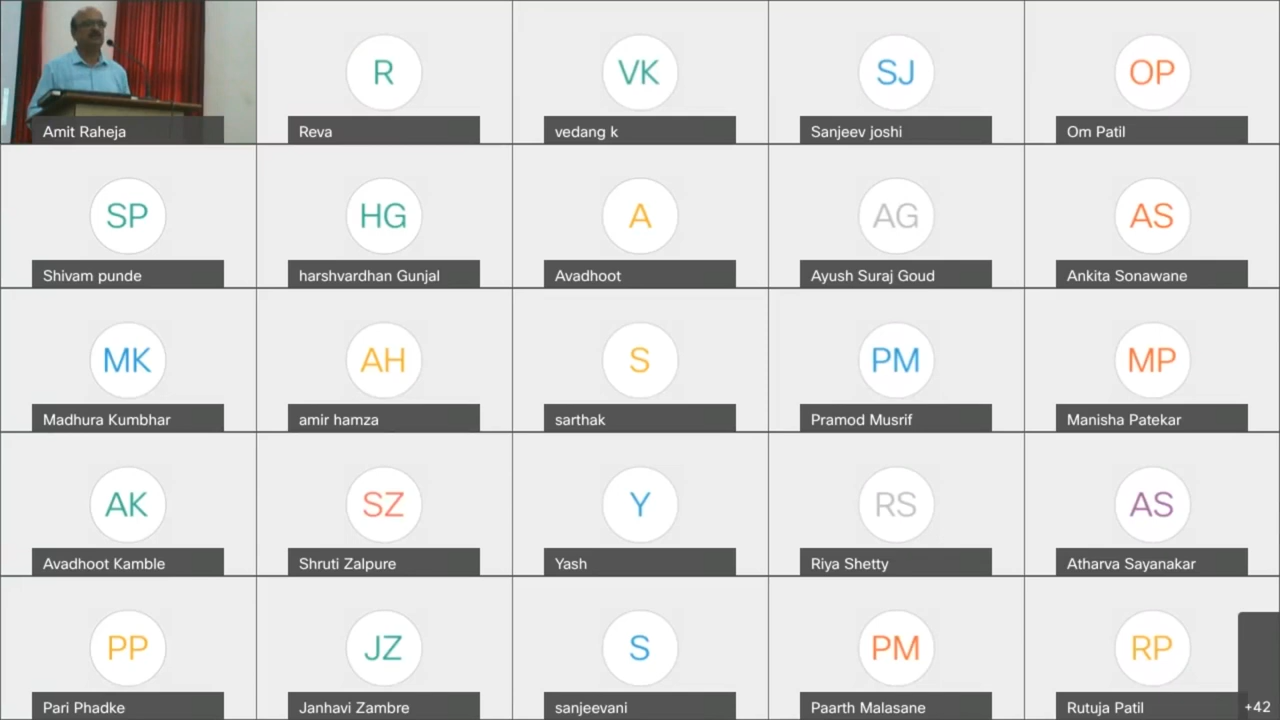 Amit Raheja
R
Reva
VK
vedang k
SJ
Sanjeev joshi
OP
Om Patil
SP
Shivam punde
HG
harshvardhan Gunjal
A
Avadhoot
AG
Ayush Suraj Goud
AS
Ankita Sonawane
MK
Madhura Kumbhar
AH
amir hamza
S
sarthak
PM
Pramod Musrif
MP
Manisha Patekar
AK
Avadhoot Kamble
SZ
Shruti Zalpure
Y
Yash
RS
Riya Shetty
AS
Atharva Sayanakar
PP
Pari Phadke
JZ
Janhavi Zambre
S
sanjeevani
PM
Paarth Malasane
RP
Rutuja Patil
+42